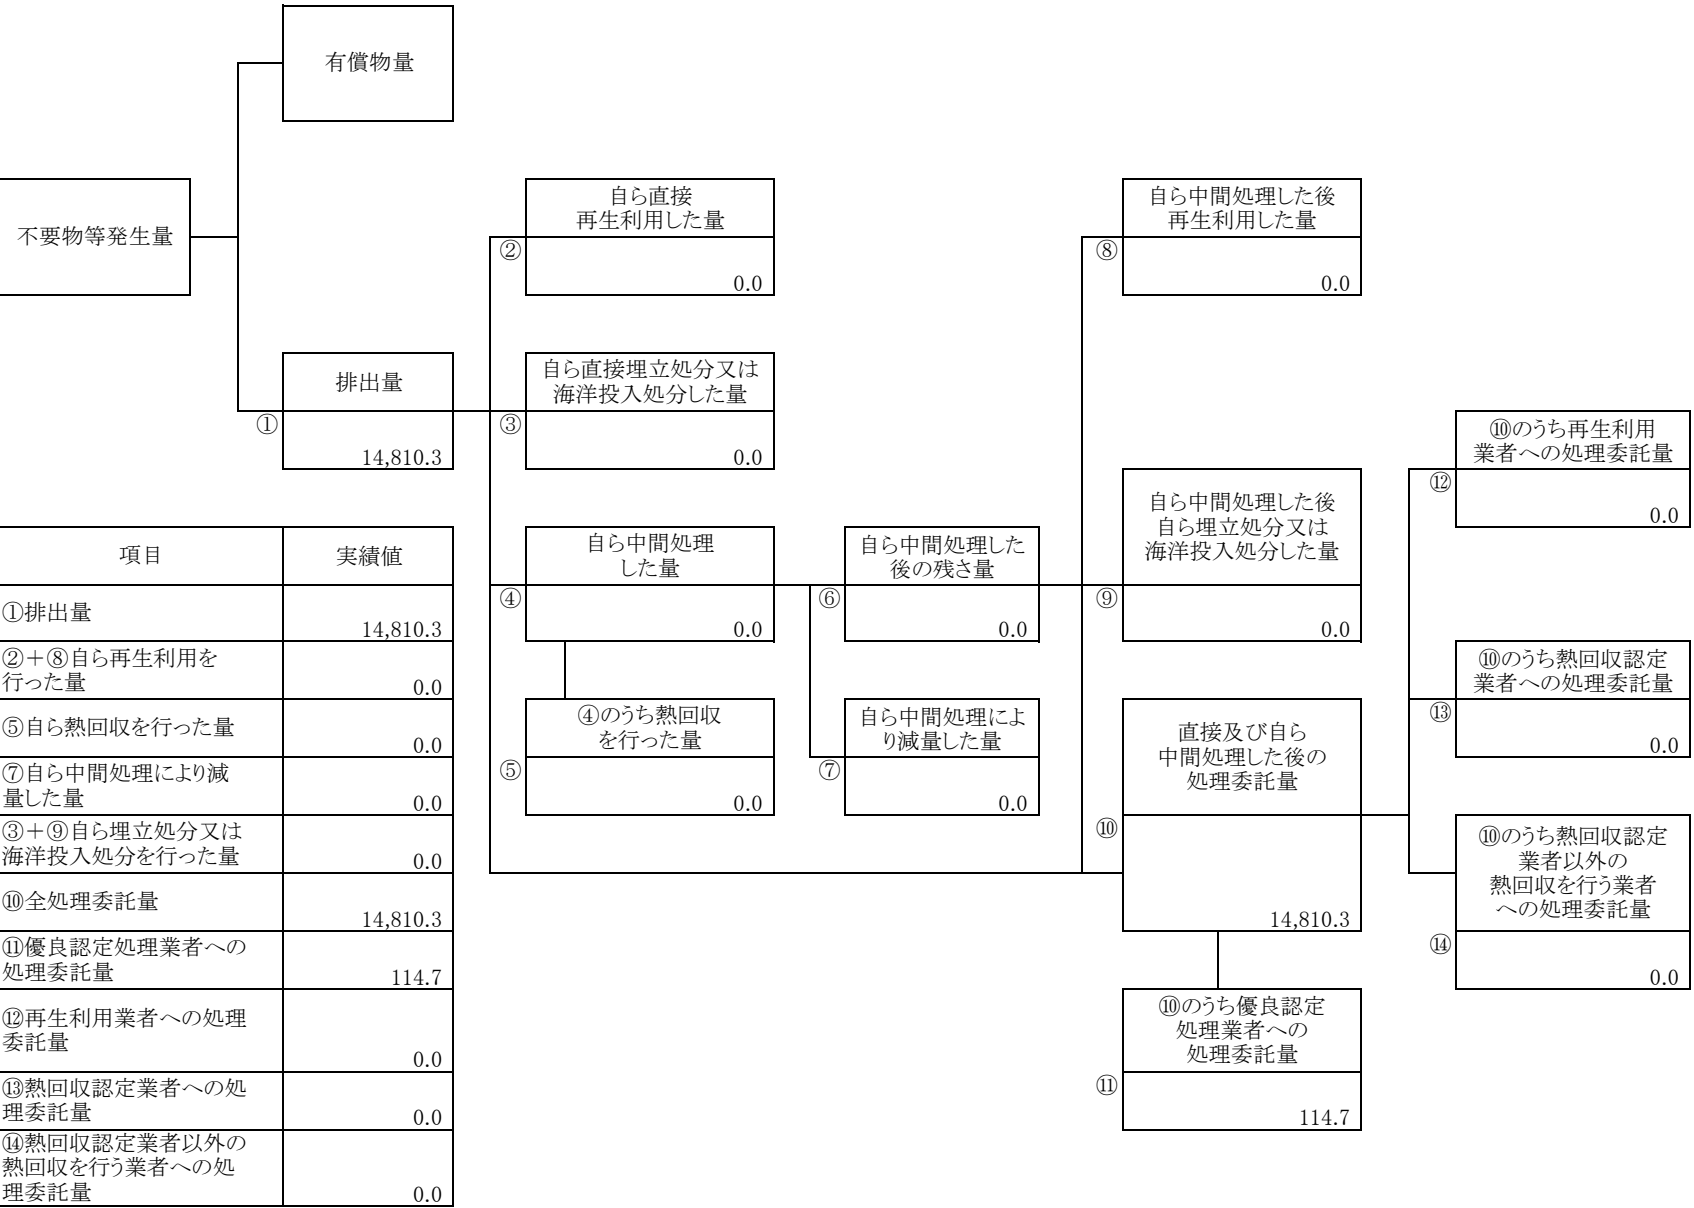 有償物量
不要物等発生量
自ら直接
再生利用した量
②
0.0
自ら中間処理した後
再生利用した量
⑧
0.0
排出量
①
14,810.3
自ら直接埋立処分又は
海洋投入処分した量
③
0.0
⑩のうち再生利用
業者への処理委託量
⑫
0.0
自ら中間処理
した量
④
0.0
自ら中間処理した
後の残さ量
⑥
0.0
自ら中間処理した後
自ら埋立処分又は
海洋投入処分した量
⑨
0.0
⑩のうち熱回収認定
業者への処理委託量
⑬
0.0
④のうち熱回収
を行った量
⑤
0.0
自ら中間処理によ
り減量した量
⑦
0.0
直接及び自ら
中間処理した後の
処理委託量
⑩
14,810.3
⑩のうち熱回収認定
業者以外の
熱回収を行う業者
への処理委託量
⑭
0.0
⑩のうち優良認定
処理業者への
処理委託量
⑪
114.7
項目 実績値
①排出量
14,810.3
②＋⑧自ら再生利用を
行った量
0.0
⑤自ら熱回収を行った量
0.0
⑦自ら中間処理により減
量した量
0.0
③＋⑨自ら埋立処分又は
海洋投入処分を行った量
0.0
⑩全処理委託量
14,810.3
⑪優良認定処理業者への
処理委託量
114.7
⑫再生利用業者への処理
委託量
0.0
⑬熱回収認定業者への処
理委託量
0.0
⑭熱回収認定業者以外の
熱回収を行う業者への処
理委託量
0.0